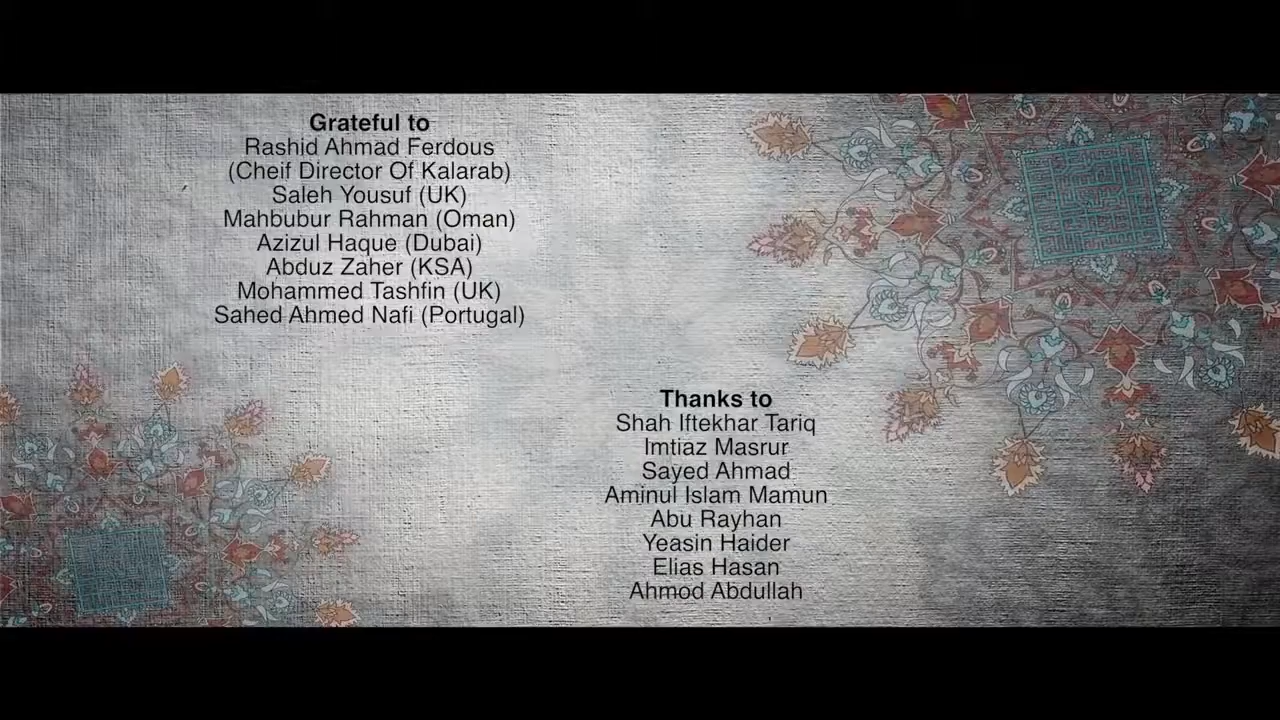 Grateful to
Rashid Ahmad Ferdous
(Cheif Director Of Kalarab)
Saleh Yousuf (UK)
Mahbubur Rahman (Oman)
Azizul Haque (Dubai)
Abduz Zaher (KSA)
Mohammed Tashfin (UK)
Sahed Ahmed Nafi (Portugal)
Thanks to
Shah Iftekhar Tariq
Imtiaz Masrur
Sayed Ahmad
Aminul Islam Mamun
Abu Rayhan
Yeasin Haider
Elias Hasan
Ahmod Abdullah